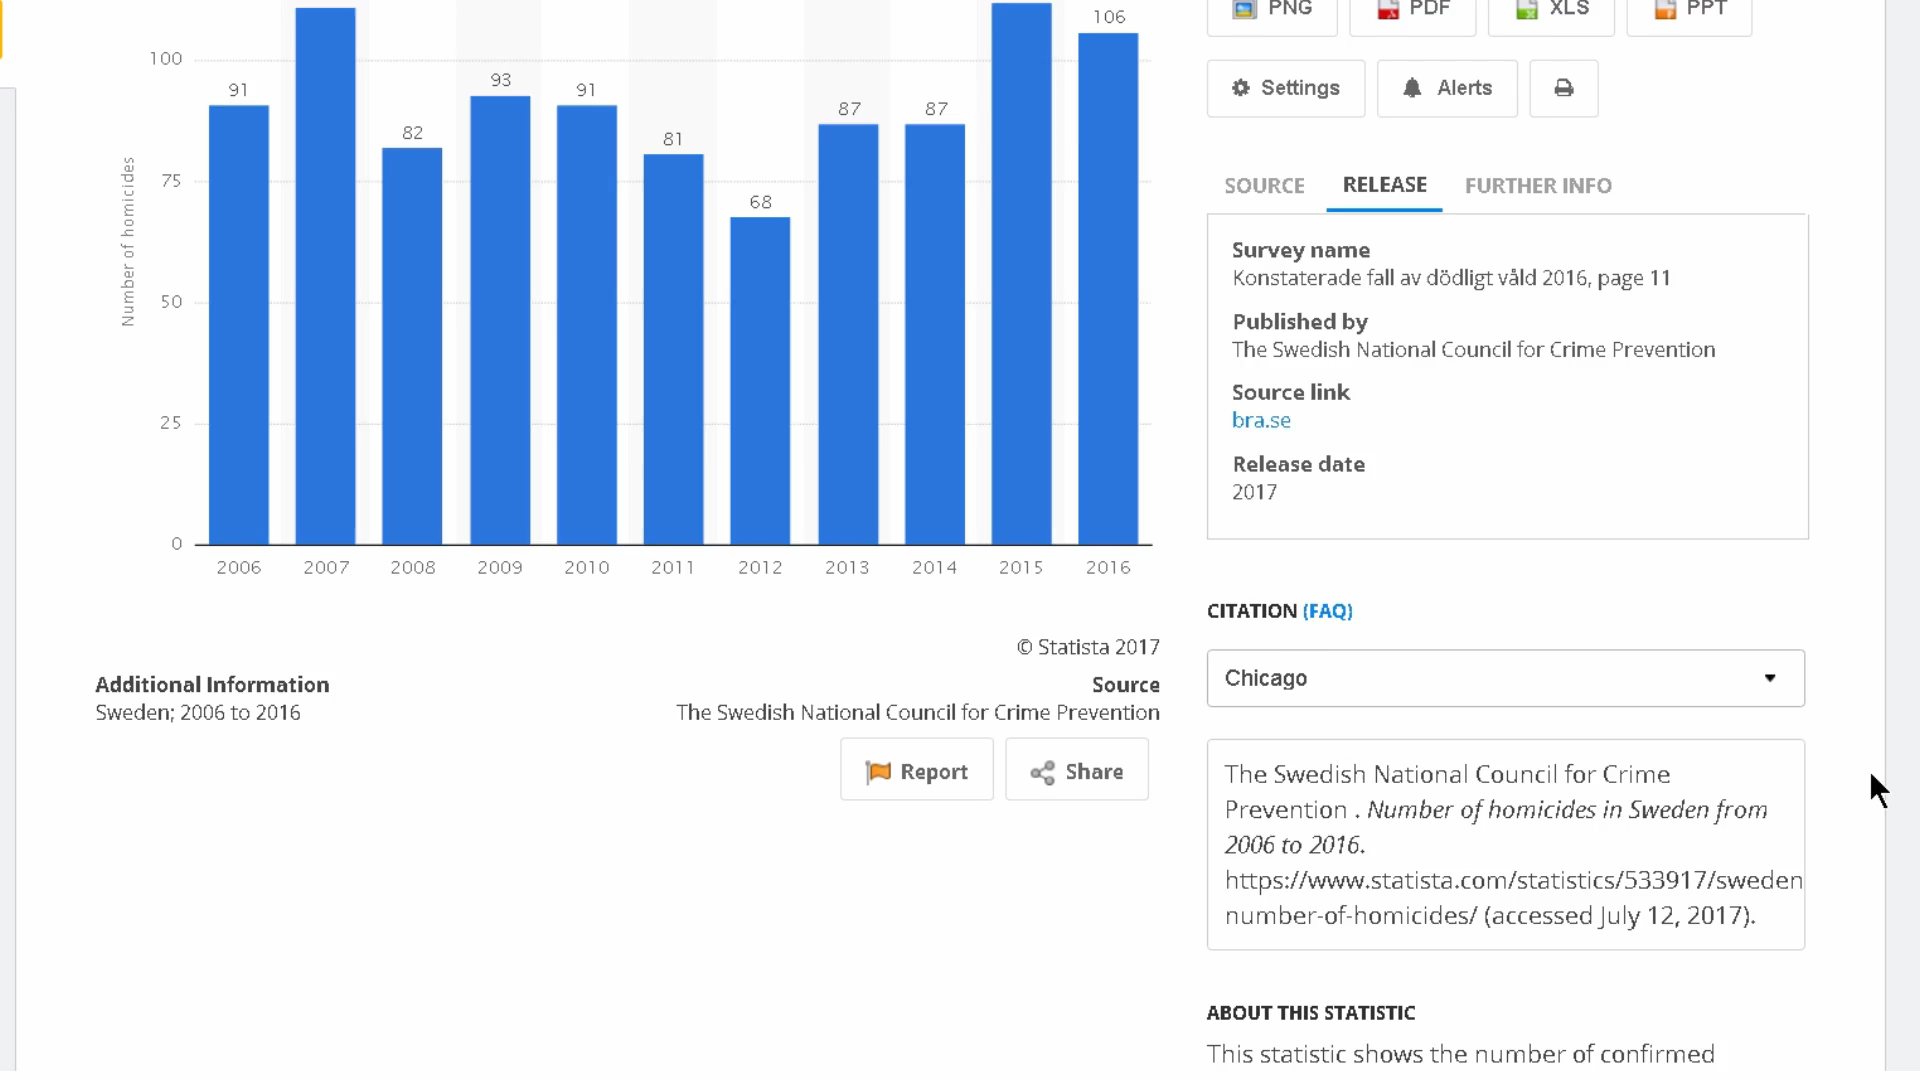 PNG
PDF
XLS
PPT
Settings
Alerts
106
100
91
93
91
82
81
87
87
75
68
50
25
0
Number of homicides
2006
2007
2008
2009
2010
2011
2012
2013
2014
2015
2016
© Statista 2017
Additional Information
Sweden; 2006 to 2016
Source
The Swedish National Council for Crime Prevention
Report
Share
SOURCE
RELEASE
FURTHER INFO
Survey name
Konstaterade fall av dödligt våld 2016, page 11
Published by
The Swedish National Council for Crime Prevention
Source link
bra.se
Release date
2017
CITATION (FAQ)
Chicago
The Swedish National Council for Crime
Prevention . Number of homicides in Sweden from
2006 to 2016.
https://www.statista.com/statistics/533917/sweden
number-of-homicides/ (accessed July 12, 2017).
ABOUT THIS STATISTIC
This statistic shows the number of confirmed